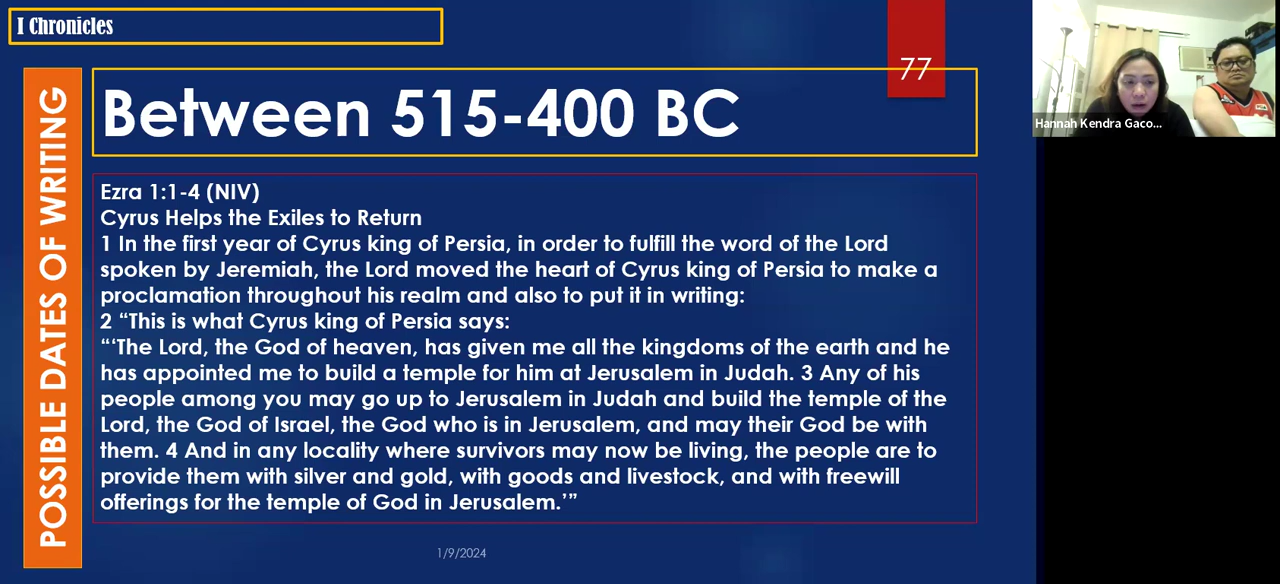 I Chronicles
77
POSSIBLE DATES OF WRITING
Between 515-400 BC
Ezra 1:1-4 (NIV)
Cyrus Helps the Exiles to Return
1 In the first year of Cyrus king of Persia, in order to fulfill the word of the Lord
spoken by Jeremiah, the Lord moved the heart of Cyrus king of Persia to make a
proclamation throughout his realm and also to put it in writing:
2 “This is what Cyrus king of Persia says:
“‘The Lord, the God of heaven, has given me all the kingdoms of the earth and he
has appointed me to build a temple for him at Jerusalem in Judah. 3 Any of his
people among you may go up to Jerusalem in Judah and build the temple of the
Lord, the God of Israel, the God who is in Jerusalem, and may their God be with
them. 4 And in any locality where survivors may now be living, the people are to
provide them with silver and gold, with goods and livestock, and with freewill
offerings for the temple of God in Jerusalem.’”
1/9/2024
Hannah Kendra Gaco...